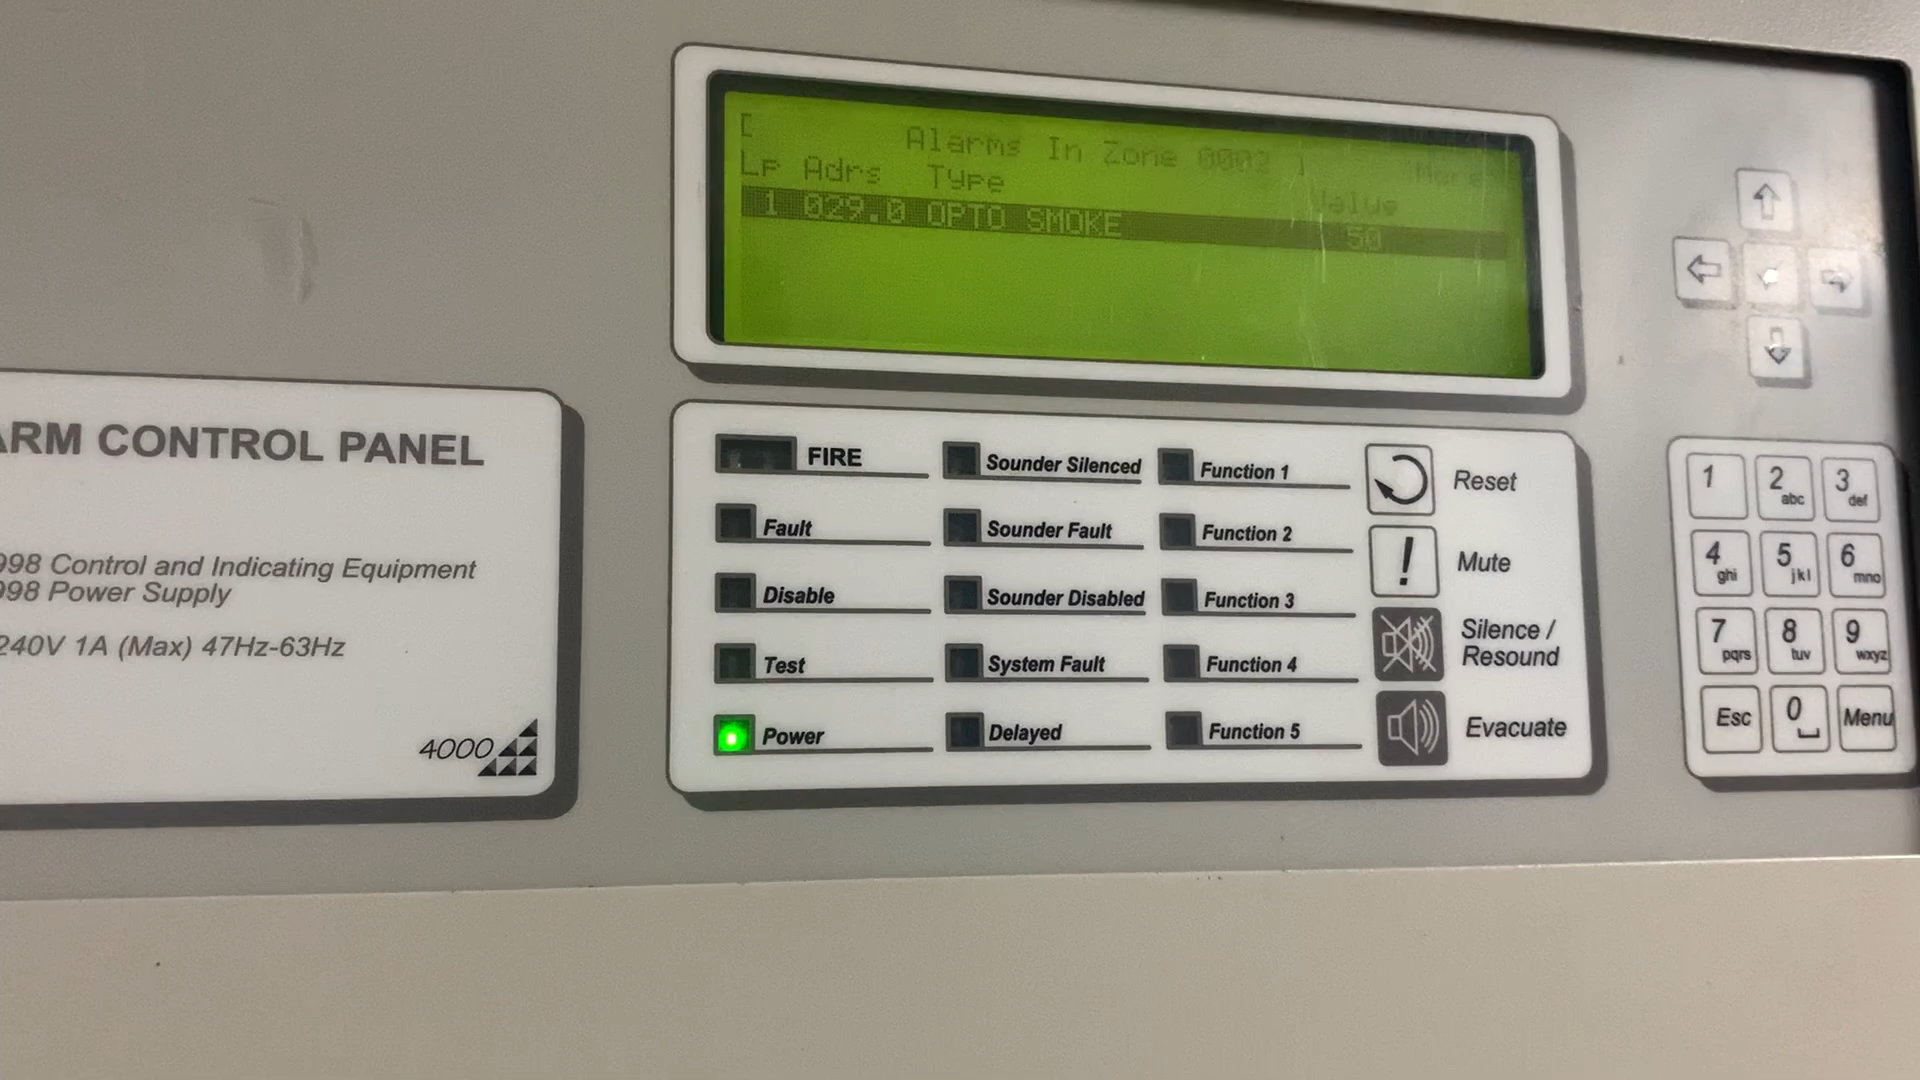 [ Alarms In Zone 0002 ]
More
Lp Adrs Type Value
1 029.0 OPTO SMOKE 50
ARM CONTROL PANEL
998 Control and Indicating Equipment
998 Power Supply
240V 1A (Max) 47Hz-63Hz
4000
FIRE
Fault
Disable
Test
Power
Sounder Silenced
Sounder Fault
Sounder Disabled
System Fault
Delayed
Function 1
Function 2
Function 3
Function 4
Function 5
Reset
! Mute
Silence /
Resound
Evacuate
1 2 abc 3 def
4 ghi 5 jkl 6 mno
7 pqrs 8 tuv 9 wxyz
Esc 0 Menu